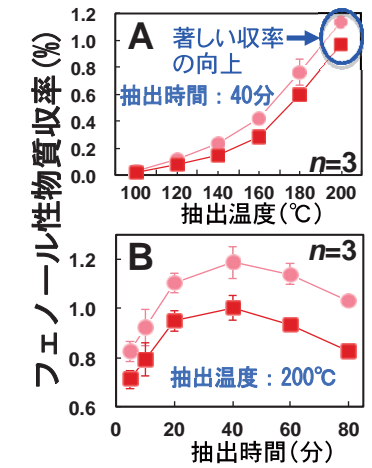 フェノール性物質収率(%)
A
著しい収率
の向上
抽出時間：40分
n=3
1.2
1.0
0.8
0.6
0.4
0.2
0.0
100 120 140 160 180 200
抽出温度(℃)
B
n=3
抽出温度：200℃
1.2
1.0
0.8
0.6
0 20 40 60 80
抽出時間(分)